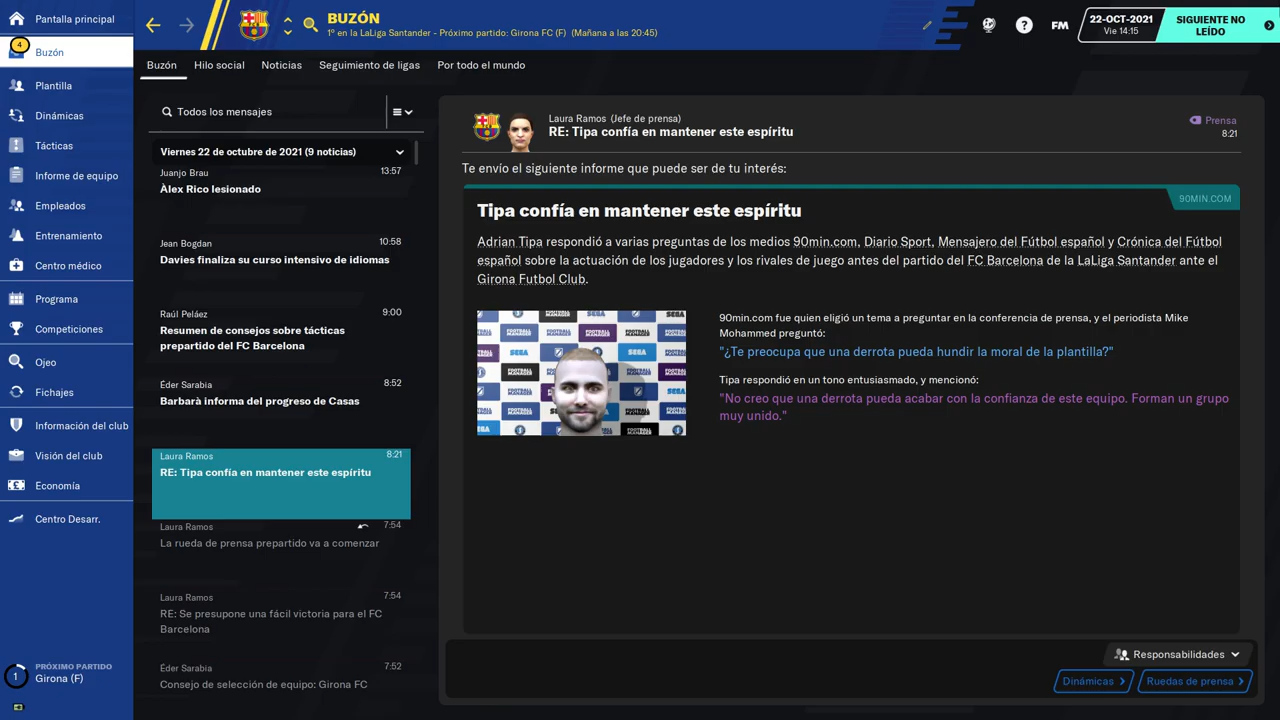 Pantalla principal
4
Buzón
Plantilla
Dinámicas
Tácticas
Informe de equipo
Empleados
Entrenamiento
Centro médico
Programa
Competiciones
Ojeo
Fichajes
Información del club
Visión del club
Economía
Centro Desarr.
1
PRÓXIMO PARTIDO
Girona (F)
BUZÓN
1º en la LaLiga Santander - Próximo partido: Girona FC (F) (Mañana a las 20:45)
?
FM
22-OCT-2021
Vie 14:15
SIGUIENTE NO
LEÍDO
Buzón
Hilo social
Noticias
Seguimiento de ligas
Por todo el mundo
Todos los mensajes
Viernes 22 de octubre de 2021 (9 noticias)
Juanjo Brau
13:57
Àlex Rico lesionado
Jean Bogdan
10:58
Davies finaliza su curso intensivo de idiomas
Raúl Peláez
9:00
Resumen de consejos sobre tácticas
prepartido del FC Barcelona
Éder Sarabia
8:52
Barbarà informa del progreso de Casas
Laura Ramos
8:21
RE: Tipa confía en mantener este espíritu
Laura Ramos
7:54
La rueda de prensa prepartido va a comenzar
Laura Ramos
7:54
RE: Se presupone una fácil victoria para el FC
Barcelona
Éder Sarabia
7:52
Consejo de selección de equipo: Girona FC
Laura Ramos (Jefe de prensa)
RE: Tipa confía en mantener este espíritu
Prensa
8:21
Te envío el siguiente informe que puede ser de tu interés:
90MIN.COM
Tipa confía en mantener este espíritu
Adrian Tipa respondió a varias preguntas de los medios 90min.com, Diario Sport, Mensajero del Fútbol español y Crónica del Fútbol
español sobre la actuación de los jugadores y los rivales de juego antes del partido del FC Barcelona de la LaLiga Santander ante el
Girona Futbol Club.
90min.com fue quien eligió un tema a preguntar en la conferencia de prensa, y el periodista Mike
Mohammed preguntó:
"¿Te preocupa que una derrota pueda hundir la moral de la plantilla?"
Tipa respondió en un tono entusiasmado, y mencionó:
"No creo que una derrota pueda acabar con la confianza de este equipo. Forman un grupo
muy unido."
Responsabilidades
Dinámicas
Ruedas de prensa